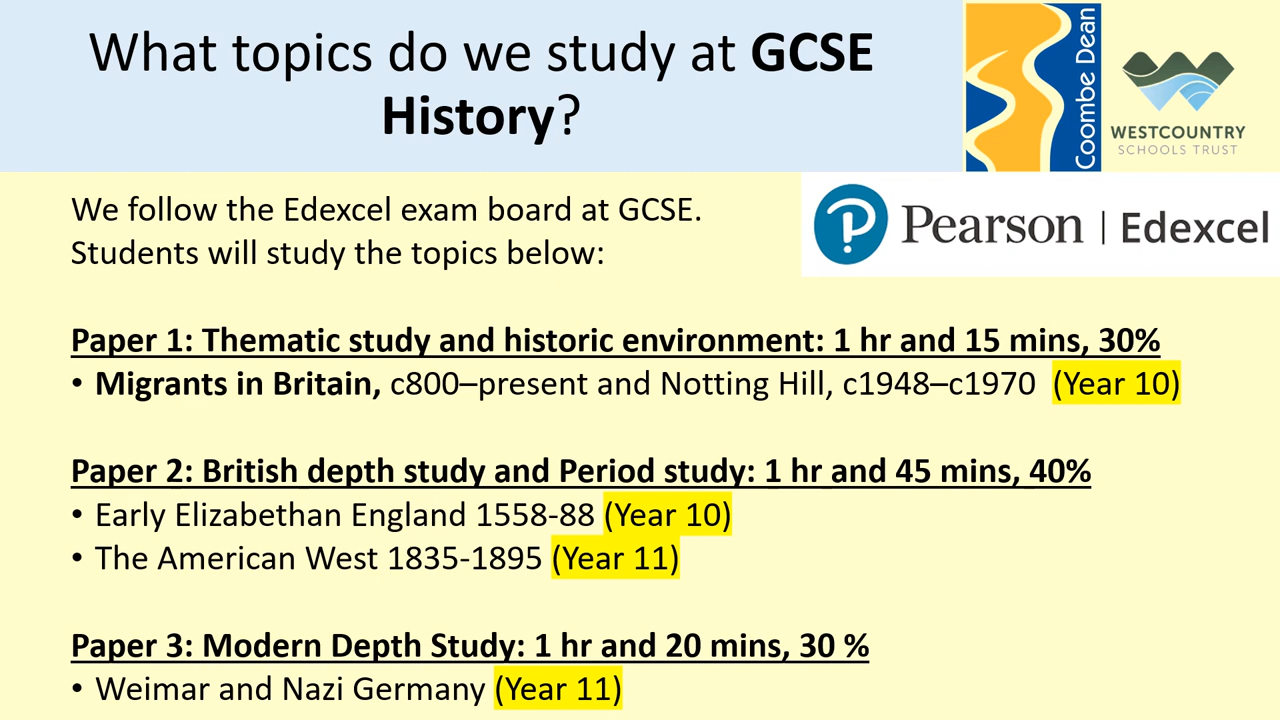 What topics do we study at GCSE
History?
Coombe Dean
WESTCOUNTRY
SCHOOLS TRUST
We follow the Edexcel exam board at GCSE.
Students will study the topics below:
Pearson | Edexcel
Paper 1: Thematic study and historic environment: 1 hr and 15 mins, 30%
• Migrants in Britain, c800–present and Notting Hill, c1948–c1970 (Year 10)
Paper 2: British depth study and Period study: 1 hr and 45 mins, 40%
• Early Elizabethan England 1558-88 (Year 10)
• The American West 1835-1895 (Year 11)
Paper 3: Modern Depth Study: 1 hr and 20 mins, 30 %
• Weimar and Nazi Germany (Year 11)